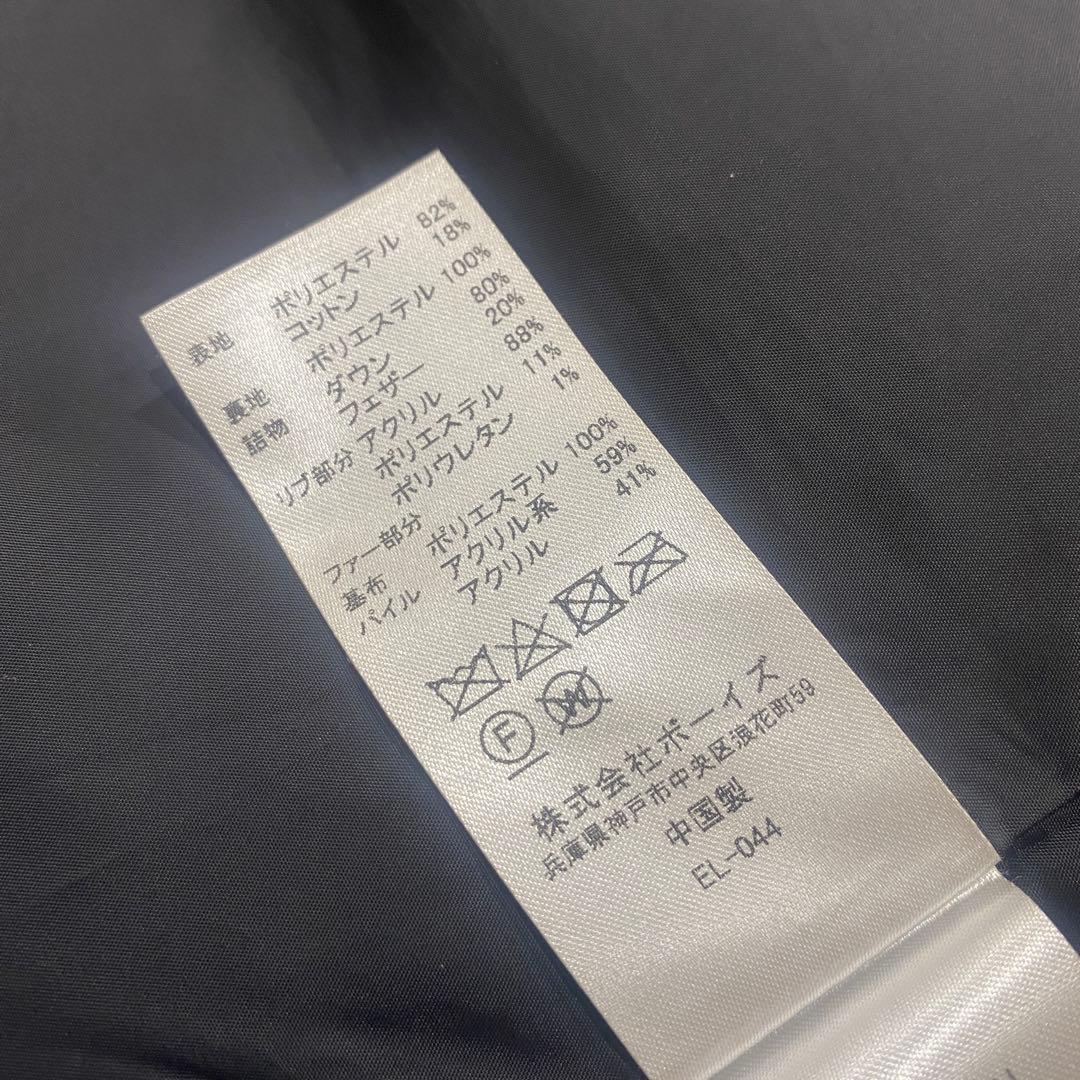 表地 ポリエステル 82%
コットン 18%
裏地 ポリエステル 100%
詰物 ダウン 80%
フェザー 20%
リブ部分 アクリル 88%
ポリエステル 11%
ポリウレタン 1%
ファー部分
基布 ポリエステル 100%
パイル アクリル系 59%
アクリル 41%
F W
株式会社ボーイズ
兵庫県神戸市中央区浪花町59
中国製
EL-044